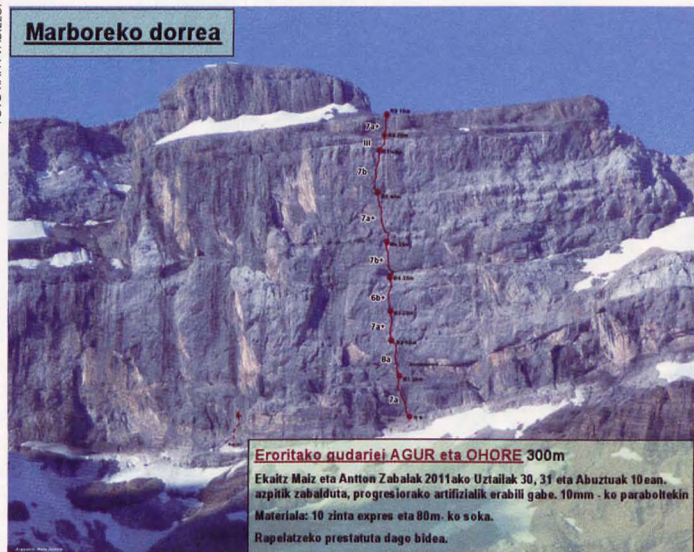 Marboreko dorrea
7a+
III
7b
7a+
7b+
6b+
7a+
8a
7a
Eroritako gudariei AGUR eta OHORE 300m
Ekaitz Maiz eta Antton Zabalak 2011ako Uztailak 30, 31 eta Abuztuak 10ean.
azpitik zabalduta, progresiorako artifizialik erabili gabe. 10mm - ko paraboltekin
Materiala: 10 zinta expres eta 80m- ko soka.
Rapelatzeko prestatuta dago bidea.